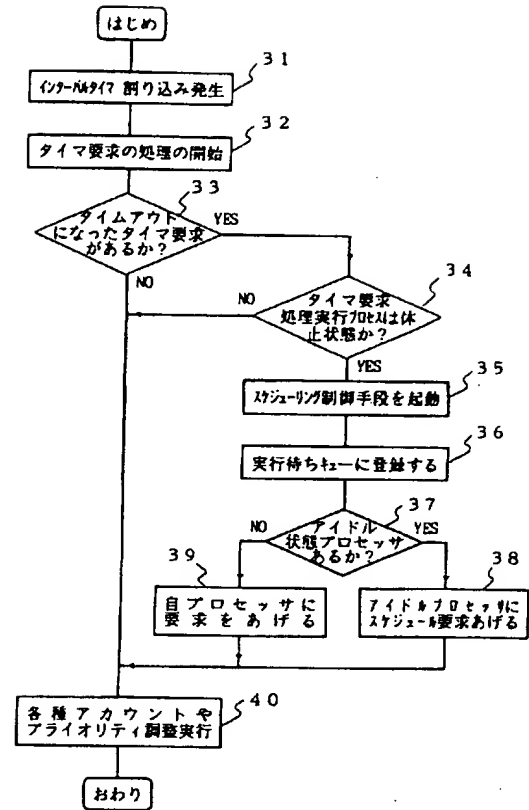 はじめ
31
インターバルタイマ 割り込み発生
32
タイマ要求の処理の開始
33
タイムアウト
になったタイマ要求
があるか?
YES
NO
34
タイマ要求
処理実行プロセスは休
止状態か?
NO
YES
35
スケジューリング制御手段を起動
36
実行待ちキューに登録する
37
アイドル
状態プロセッサ
あるか?
NO
YES
39
自プロセッサに
要求をあげる
38
アイドルプロセッサに
スケジュール要求あげる
40
各種アカウントや
プライオリティ調整実行
おわり